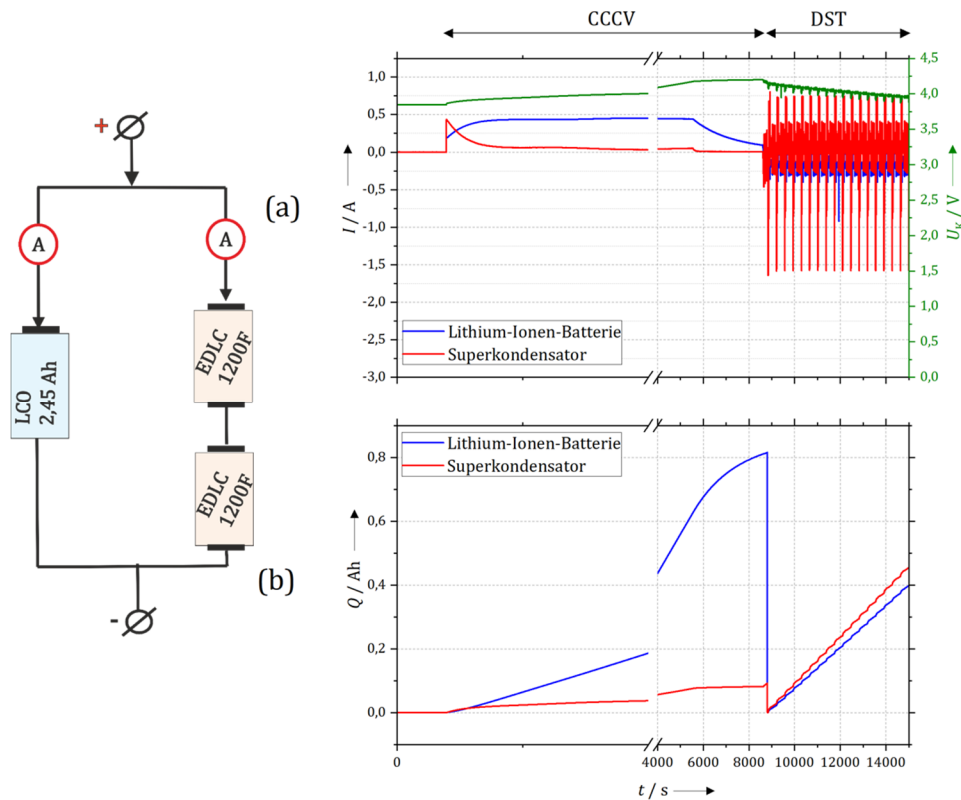 +
A
A
LCO
2,45 Ah
EDLC
1200F
EDLC
1200F
-
(a)
CCCV
DST
1,0
0,5
0,0
-0,5
-1,0
-1,5
-2,0
-2,5
-3,0
I / A
4,5
4,0
3,5
3,0
2,5
2,0
1,5
1,0
0,5
0,0
U_K / V
Lithium-Ionen-Batterie
Superkondensator
(b)
Lithium-Ionen-Batterie
Superkondensator
0,8
0,6
0,4
0,2
0,0
Q / Ah
0
4000
4000
6000
8000
10000
12000
14000
t / s